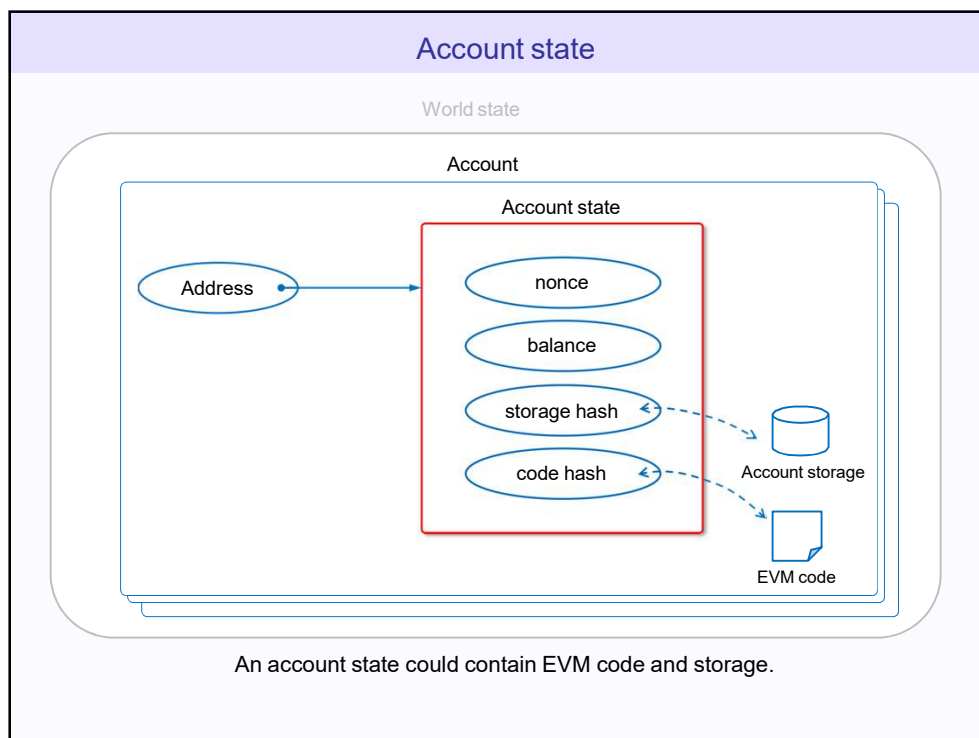 Account state
World state
Account
Account state
Address
nonce
balance
storage hash
code hash
Account storage
EVM code
An account state could contain EVM code and storage.